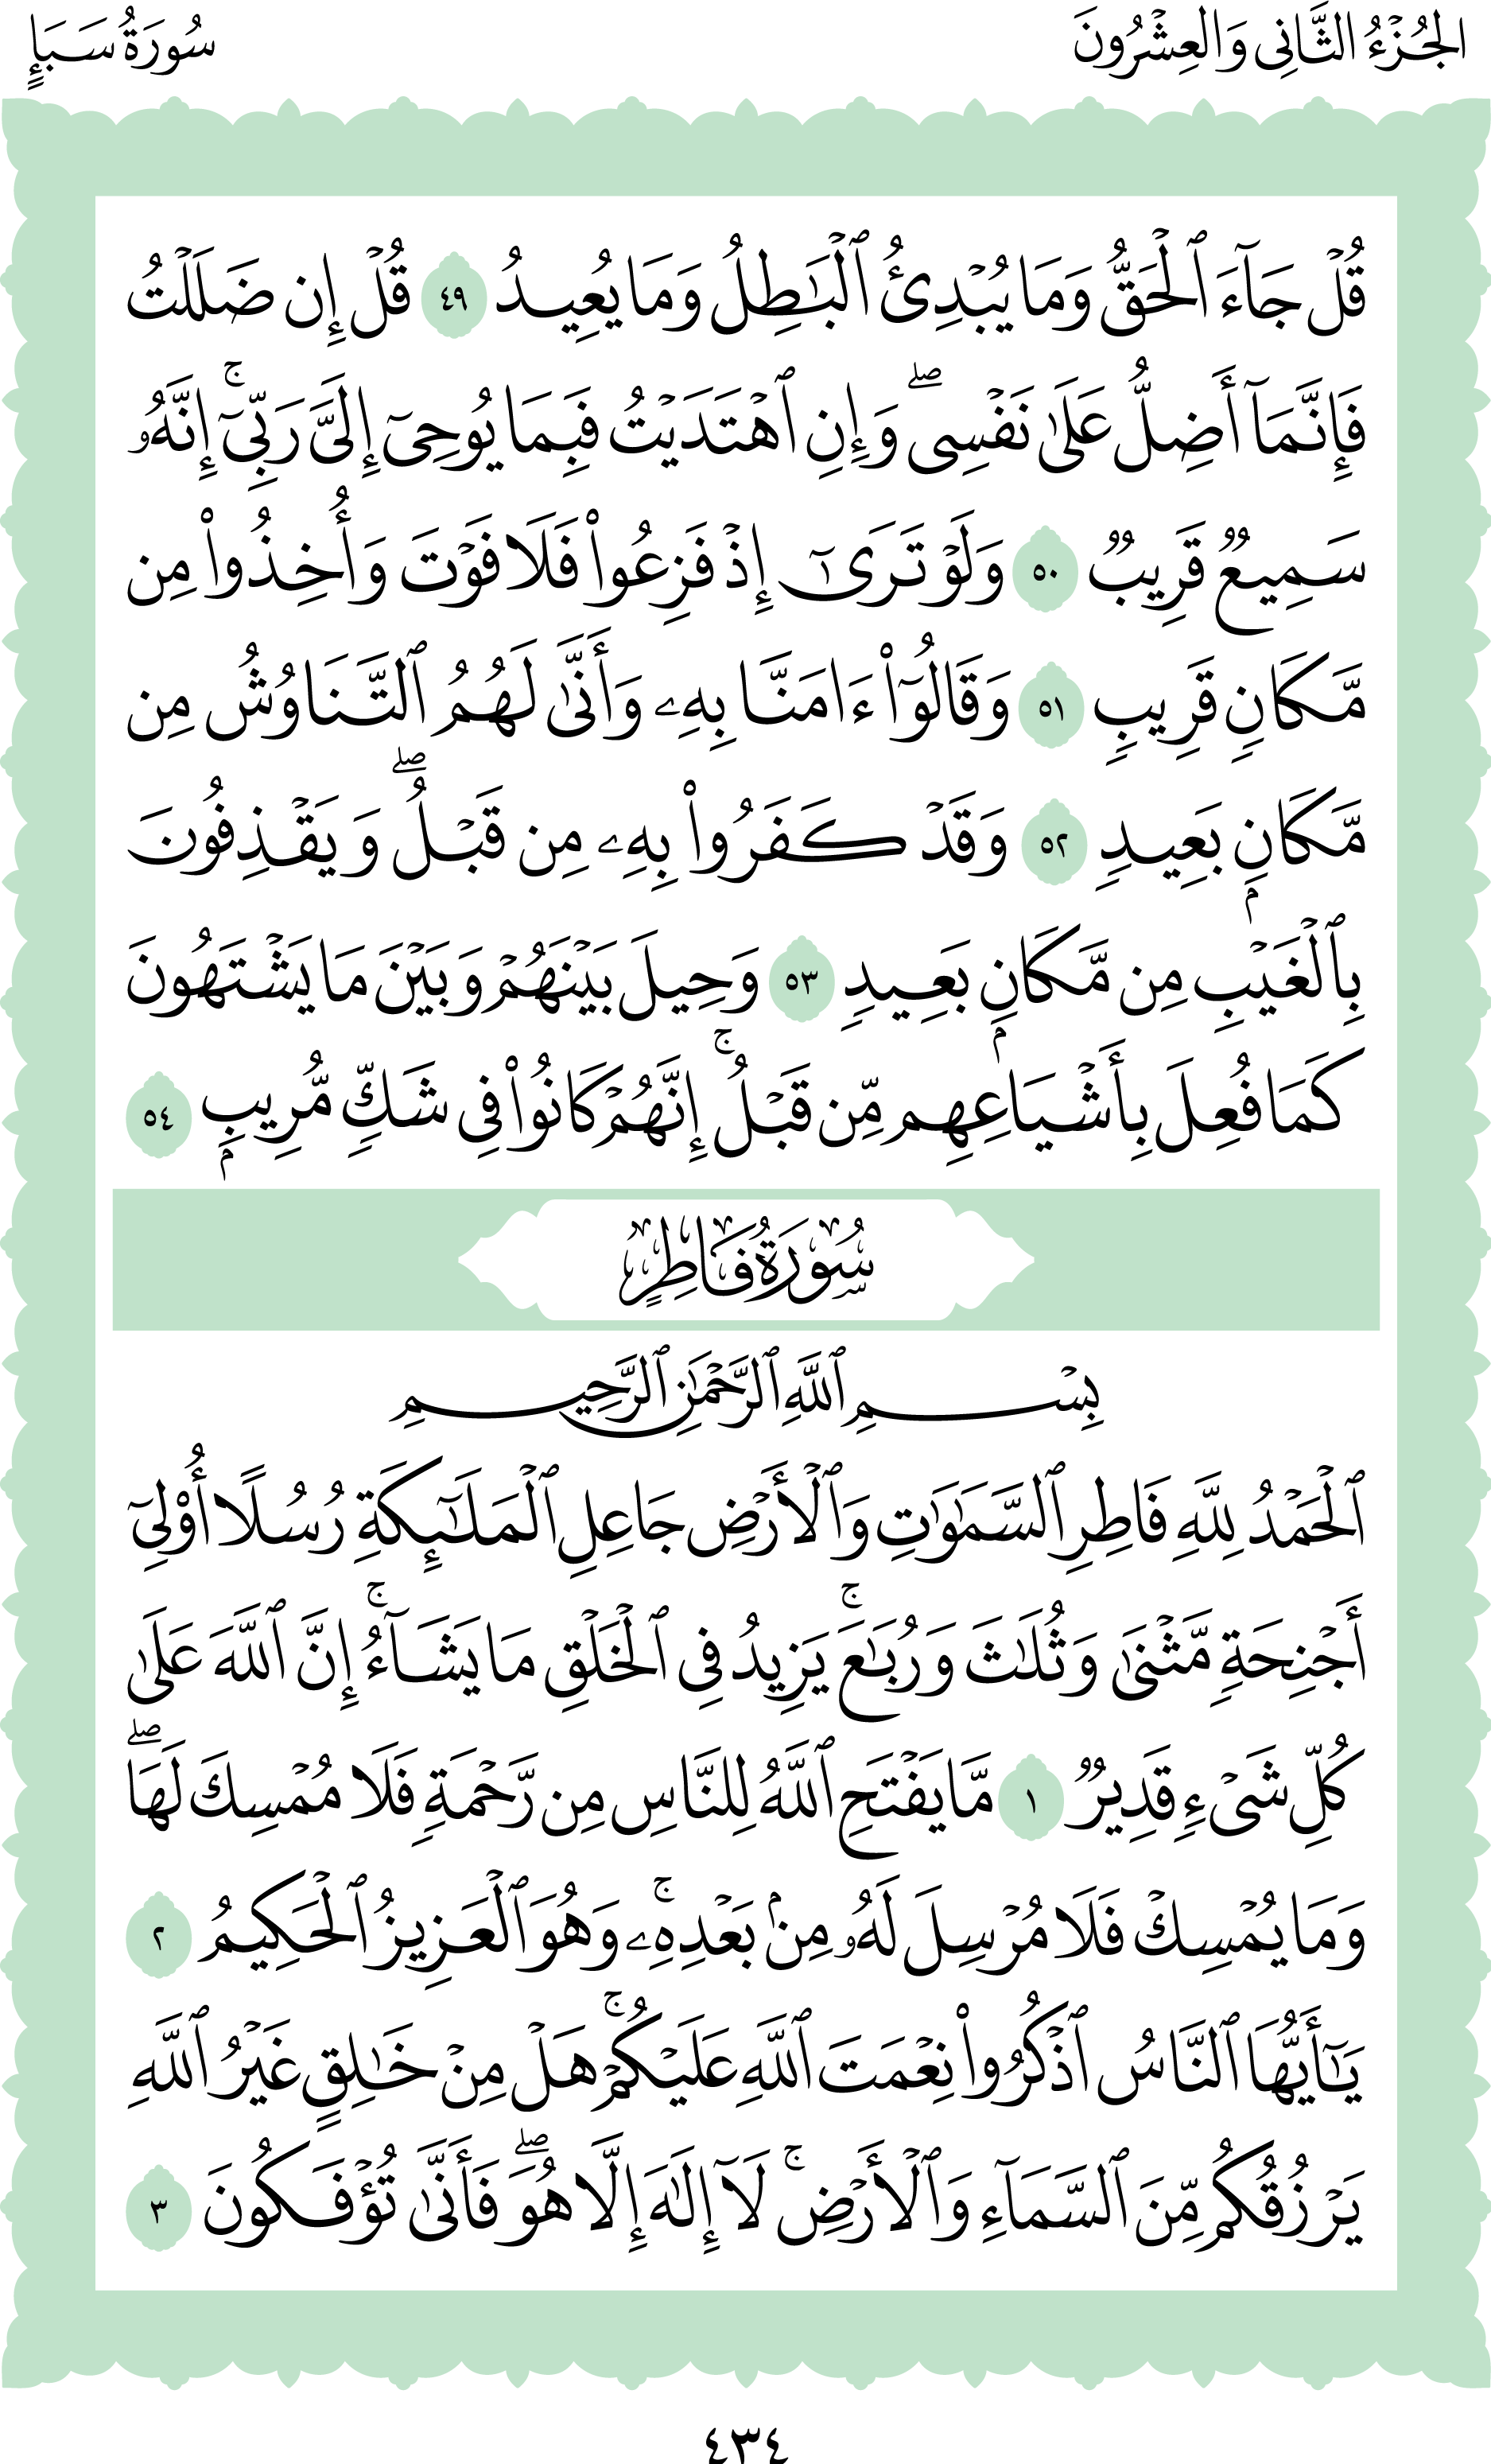 الجُزْءُ الثَّانِي وَالعِشْرُونَ
سُورَةُ سَبَإٍ
قُلۡ جَآءَ ٱلۡحَقُّ وَمَا يُبۡدِئُ ٱلۡبَٰطِلُ وَمَا يُعِيدُ ٤٩ قُلۡ إِن ضَلَلۡتُ
فَإِنَّمَآ أَضِلُّ عَلَىٰ نَفۡسِيۖ وَإِنِ ٱهۡتَدَيۡتُ فَبِمَا يُوحِيٓ إِلَيَّ رَبِّيٓۚ إِنَّهُۥ
سَمِيعٞ قَرِيبٞ ٥٠ وَلَوۡ تَرَىٰٓ إِذۡ فَزِعُواْ فَلَا فَوۡتَ وَأُخِذُواْ مِن
مَّكَانٖ قَرِيبٖ ٥١ وَقَالُوٓاْ ءَامَنَّا بِهِۦ وَأَنَّىٰ لَهُمُ ٱلتَّنَاوُشُ مِن
مَّكَانِۭ بَعِيدٖ ٥٢ وَقَدۡ كَفَرُواْ بِهِۦ مِن قَبۡلُۖ وَيَقۡذِفُونَ
بِٱلۡغَيۡبِ مِن مَّكَانِۭ بَعِيدٖ ٥٣ وَحِيلَ بَيۡنَهُمۡ وَبَيۡنَ مَا يَشۡتَهُونَ
كَمَا فُعِلَ بِأَشۡيَاعِهِم مِّن قَبۡلُۚ إِنَّهُمۡ كَانُواْ فِي شَكّٖ مُّرِيبِۭ ٥٤
سُورَةُ فَاطِرٍ
بِسۡمِ ٱللَّهِ ٱلرَّحۡمَٰنِ ٱلرَّحِيمِ
ٱلۡحَمۡدُ لِلَّهِ فَاطِرِ ٱلسَّمَٰوَٰتِ وَٱلۡأَرۡضِ جَاعِلِ ٱلۡمَلَٰٓئِكَةِ رُسُلًا أُوْلِيٓ
أَجۡنِحَةٖ مَّثۡنَىٰ وَثُلَٰثَ وَرُبَٰعَۚ يَزِيدُ فِي ٱلۡخَلۡقِ مَا يَشَآءُۚ إِنَّ ٱللَّهَ عَلَىٰ
كُلِّ شَيۡءٖ قَدِيرٞ ١ مَّا يَفۡتَحِ ٱللَّهُ لِلنَّاسِ مِن رَّحۡمَةٖ فَلَا مُمۡسِكَ لَهَاۖ
وَمَا يُمۡسِكۡ فَلَا مُرۡسِلَ لَهُۥ مِنۢ بَعۡدِهِۦۚ وَهُوَ ٱلۡعَزِيزُ ٱلۡحَكِيمُ ٢
يَٰٓأَيُّهَا ٱلنَّاسُ ٱذۡكُرُواْ نِعۡمَتَ ٱللَّهِ عَلَيۡكُمۡۚ هَلۡ مِنۡ خَٰلِقٍ غَيۡرُ ٱللَّهِ
يَرۡزُقُكُم مِّنَ ٱلسَّمَآءِ وَٱلۡأَرۡضِۚ لَآ إِلَٰهَ إِلَّا هُوَۖ فَأَنَّىٰ تُؤۡفَكُونَ ٣
٤٣٤